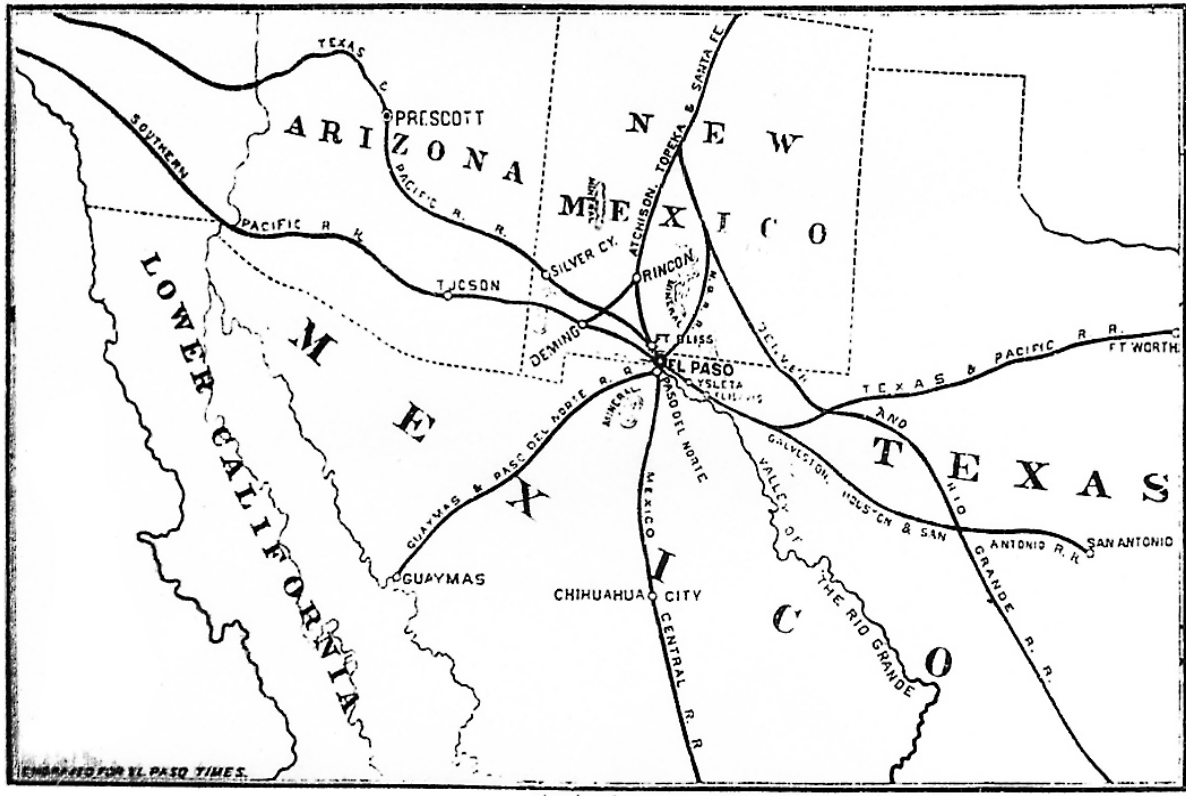 TEXAS & PACIFIC R. R.
PRESCOTT
ARIZONA
NEW
MEXICO
SOUTHERN PACIFIC R. R.
ATCHISON, TOPEKA & SANTA FE
MINERAL
SILVER CY.
RINCON
TUCSON
MINERAL
DEMING
FT BLISS
EL PASO
YSLETA
PASO DEL NORTE
DENVER AND RIO GRANDE R. R.
TEXAS & PACIFIC R. R.
FT WORTH
TEXAS
GALVESTON, HOUSTON & SAN ANTONIO R. R.
SAN ANTONIO
LOWER CALIFORNIA
MEXICO
GUAYMAS & PASO DEL NORTE R. R.
MINERAL
GUAYMAS
MEXICO CENTRAL R. R
CHIHUAHUA CITY
VALLEY OF THE RIO GRANDE
ENGRAVED FOR EL PASO TIMES.